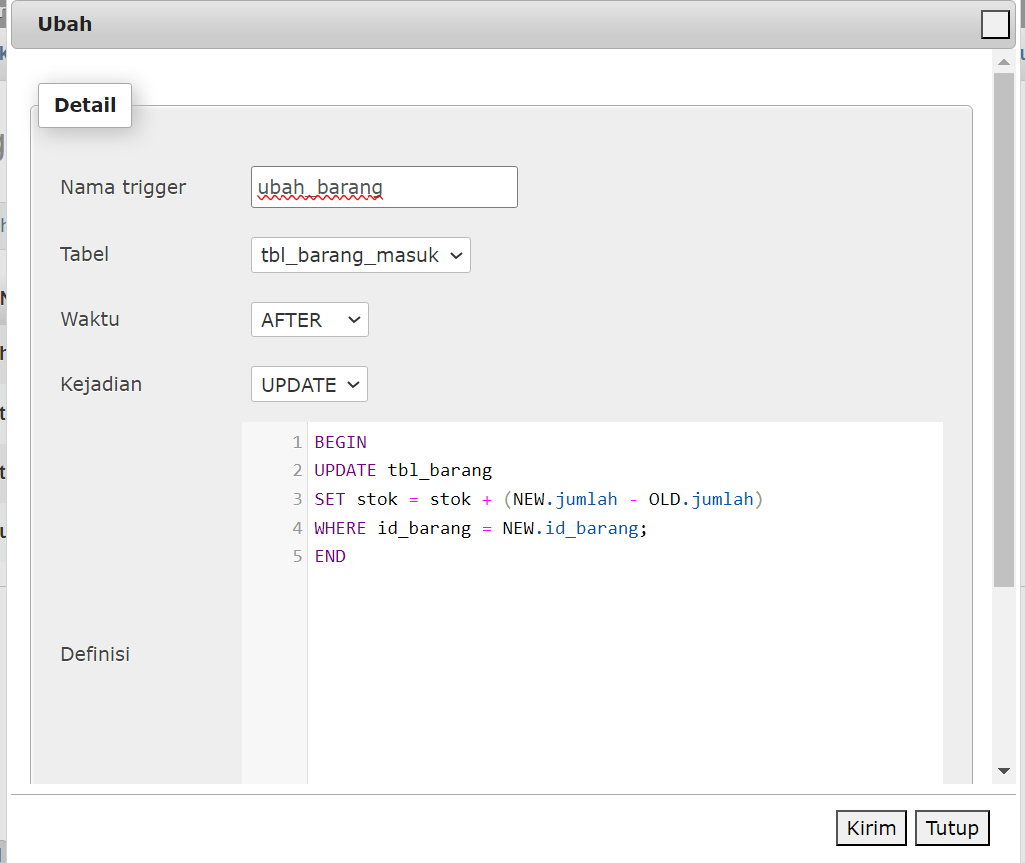 Ubah
Detail
Nama trigger
ubah_barang
Tabel
tbl_barang_masuk
Waktu
AFTER
Kejadian
UPDATE
Definisi
1 BEGIN
2 UPDATE tbl_barang
3 SET stok = stok + (NEW.jumlah - OLD.jumlah)
4 WHERE id_barang = NEW.id_barang;
5 END
Kirim Tutup